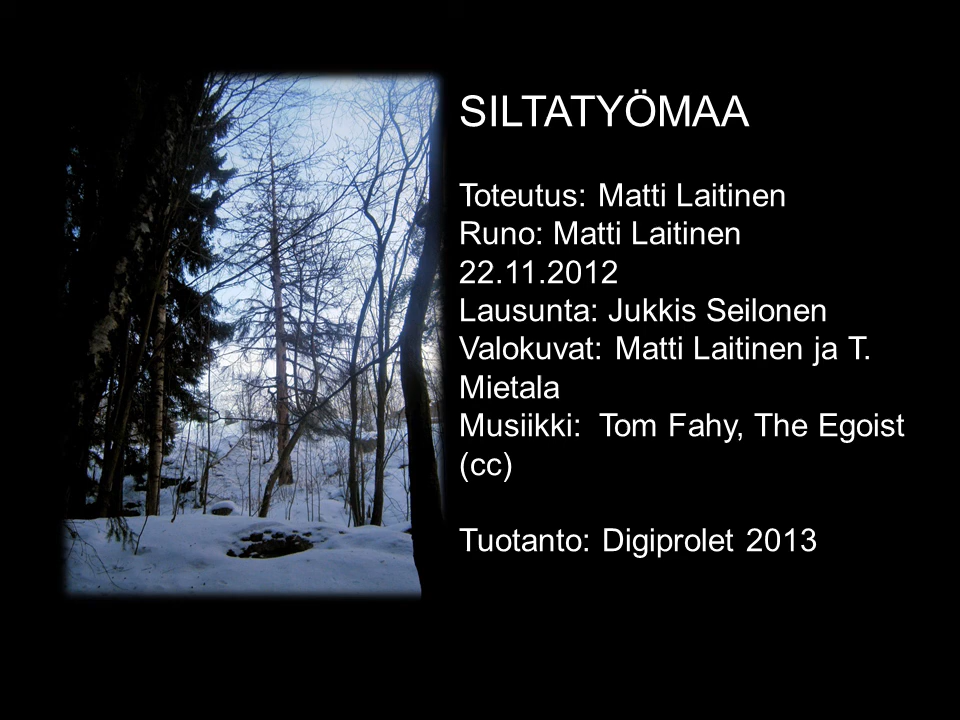 SILTATYÖMAA
Toteutus: Matti Laitinen
Runo: Matti Laitinen
22.11.2012
Lausunta: Jukkis Seilonen
Valokuvat: Matti Laitinen ja T.
Mietala
Musiikki:  Tom Fahy, The Egoist
(cc)
Tuotanto: Digiprolet 2013